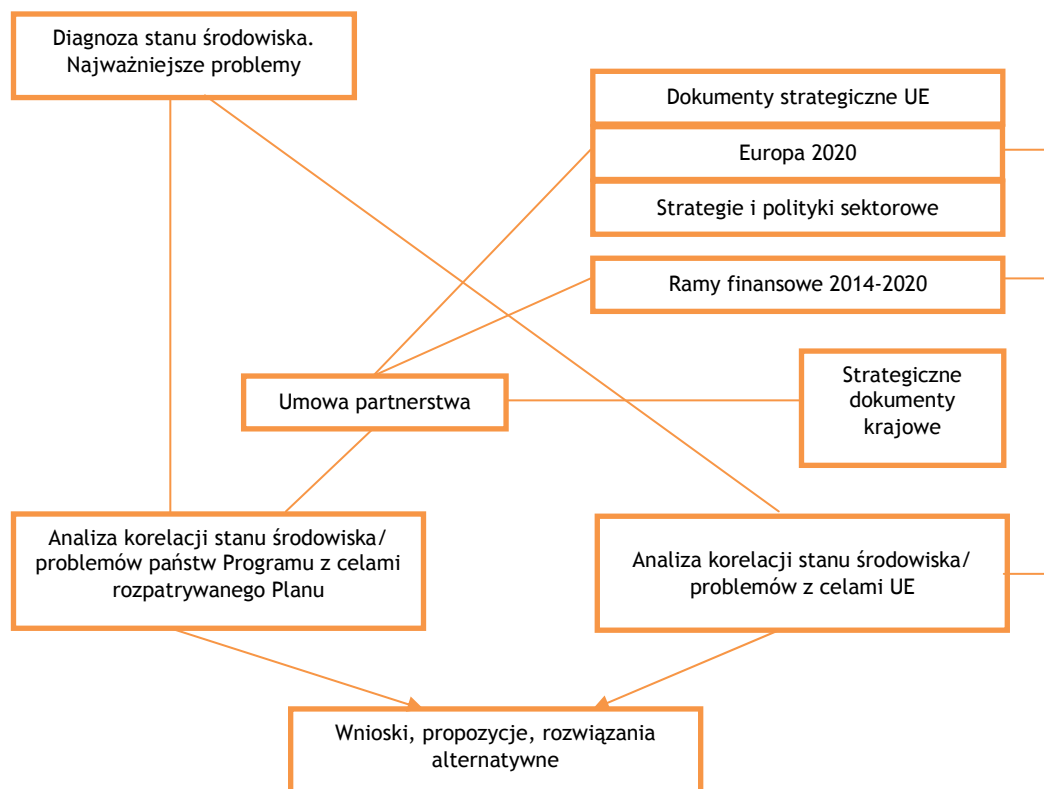 Diagnoza stanu środowiska.
Najważniejsze problemy
Dokumenty strategiczne UE
Europa 2020
Strategie i polityki sektorowe
Ramy finansowe 2014-2020
Umowa partnerstwa
Strategiczne
dokumenty
krajowe
Analiza korelacji stanu środowiska/
problemów państw Programu z celami
rozpatrywanego Planu
Analiza korelacji stanu środowiska/
problemów z celami UE
Wnioski, propozycje, rozwiązania
alternatywne